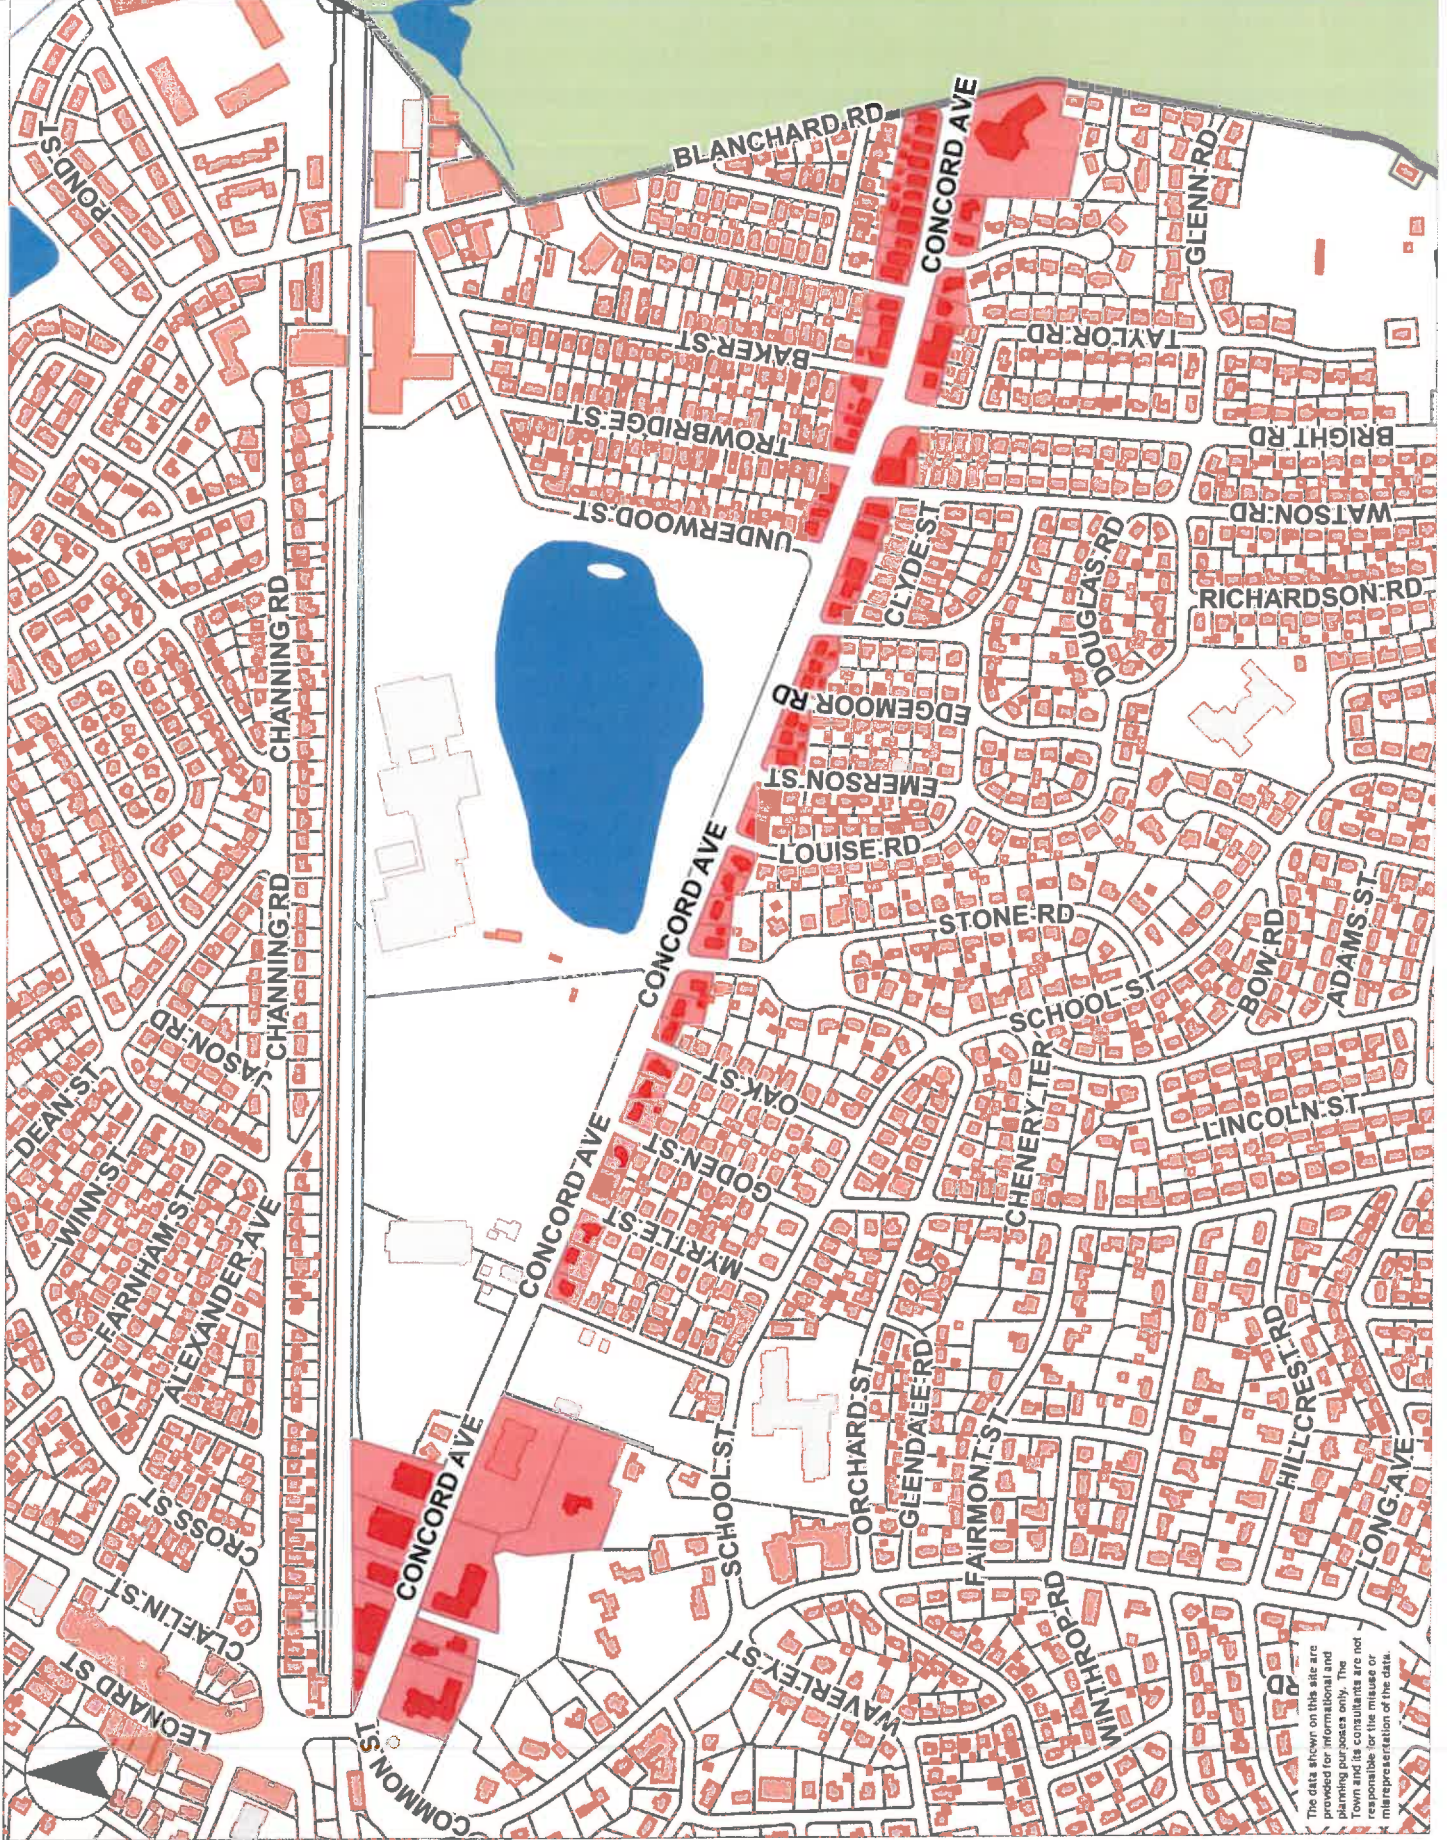 POND ST
BLANCHARD RD
CONCORD AVE
GLENN RD
TAYLOR RD
BAKER ST
TROWBRIDGE ST
BRIGHT RD
UNDERWOOD ST
WATSON RD
CLYDE ST
DOUGLAS RD
RICHARDSON RD
CHANNING RD
EDGEMOOR
RD
EMERSON ST
LOUISE RD
CONCORD AVE
CHANNING RD
STONE RD
ADAMS ST
BOW RD
SCHOOL ST
JASON RD
DEAN ST
OAK ST
CHENERY TER
LINCOLN ST
GODEN ST
WINN ST
CONCORD AVE
MYRTLE ST
FARNHAM ST
ALEXANDER AVE
ORCHARD ST
GLENDALE RD
HILLCREST RD
FAIRMONT ST
LONG AVE
SCHOOL ST
CROSS ST
CONCORD AVE
CLAFLIN ST
LEONARD ST
WAVERLEY ST
WINTHROP RD
COMMON ST
The data shown on this site are
provided for informational and
planning purposes only. The
Town and its consultants are not
responsible for the misuse or
misrepresentation of the data.